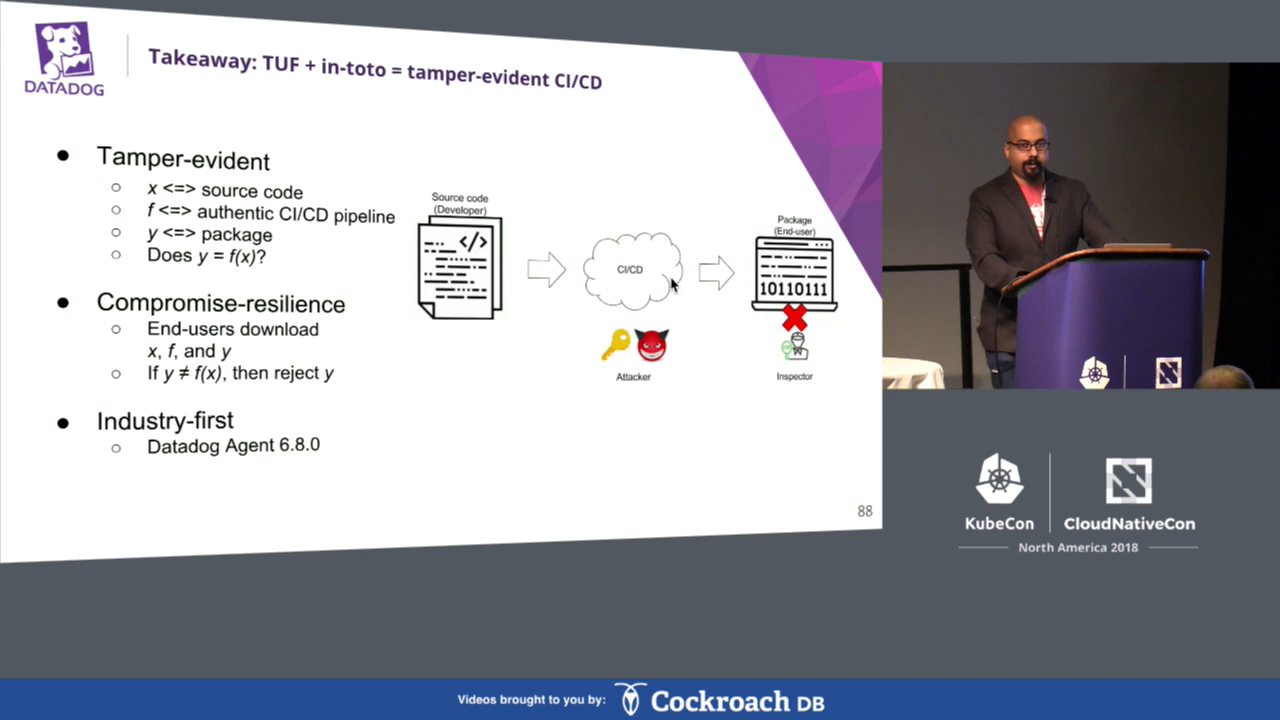 DATADOG
Takeaway: TUF + in-toto = tamper-evident CI/CD
● Tamper-evident
○ x <=> source code
○ f <=> authentic CI/CD pipeline
○ y <=> package
○ Does y = f(x)?
● Compromise-resilience
○ End-users download
x, f, and y
○ If y ≠ f(x), then reject y
● Industry-first
○ Datadog Agent 6.8.0
Source code
(Developer)
</>
CI/CD
Attacker
Package
(End-user)
10110111
Inspector
88
KubeCon
CloudNativeCon
North America 2018
Videos brought to you by:
Cockroach DB